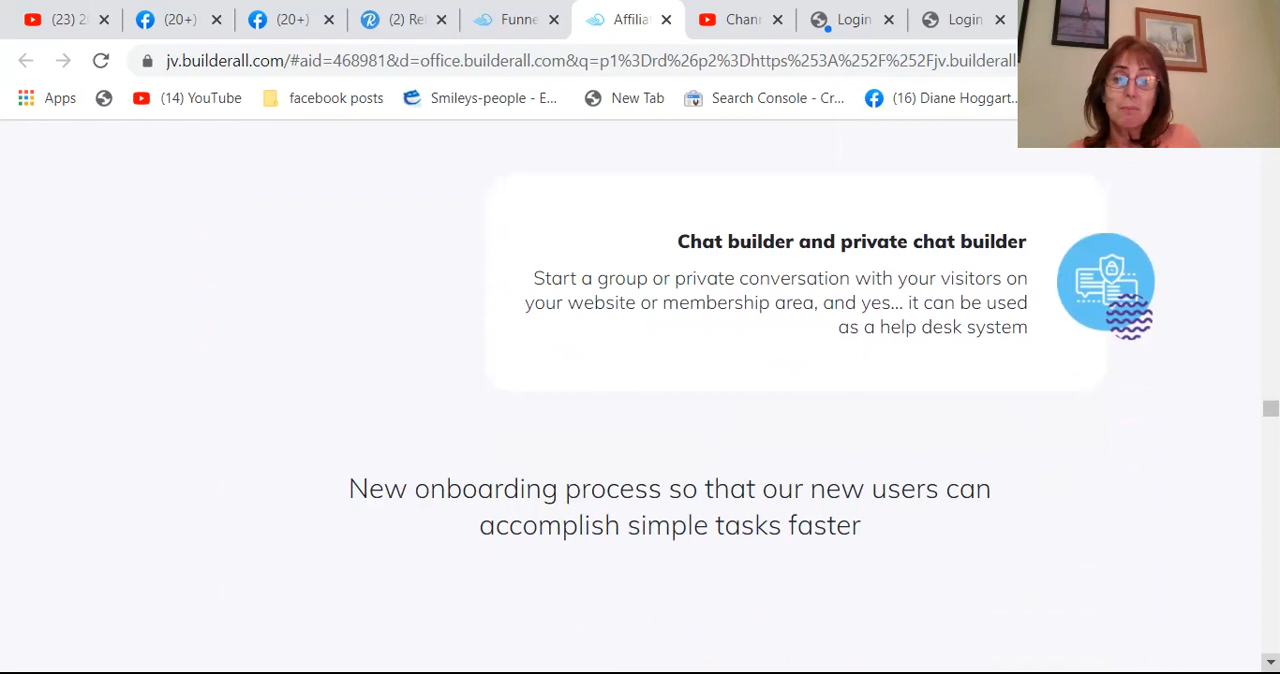 (23) 2
(20+)
(20+)
(2) Re
Funne
Affilia
Chan
Login
Login
jv.builderall.com/#aid=468981&d=office.builderall.com&q=p1%3Drd%26p2%3Dhttps%253A%252F%252Fjv.builderall
Apps
(14) YouTube
facebook posts
Smileys-people - E...
New Tab
Search Console - Cr...
(16) Diane Hoggart...
Chat builder and private chat builder
Start a group or private conversation with your visitors on
your website or membership area, and yes... it can be used
as a help desk system
New onboarding process so that our new users can
accomplish simple tasks faster